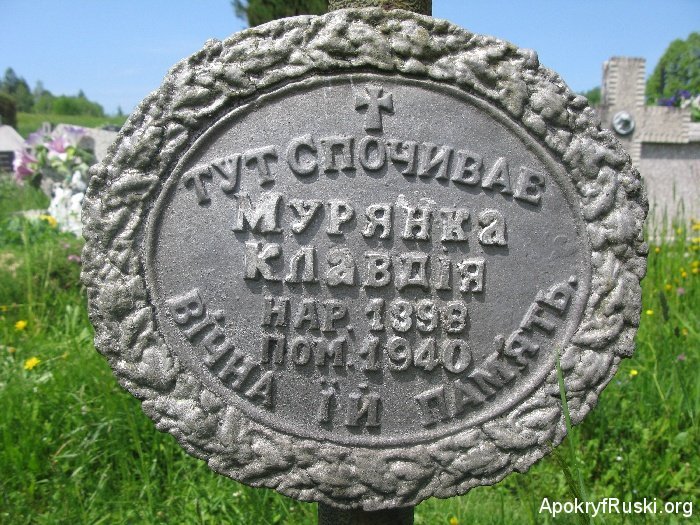 Тут спочиває
Мурянка
Клавдія
нар. 1898
пом. 1940
Вічна їй память.
ApokryfRuski.org